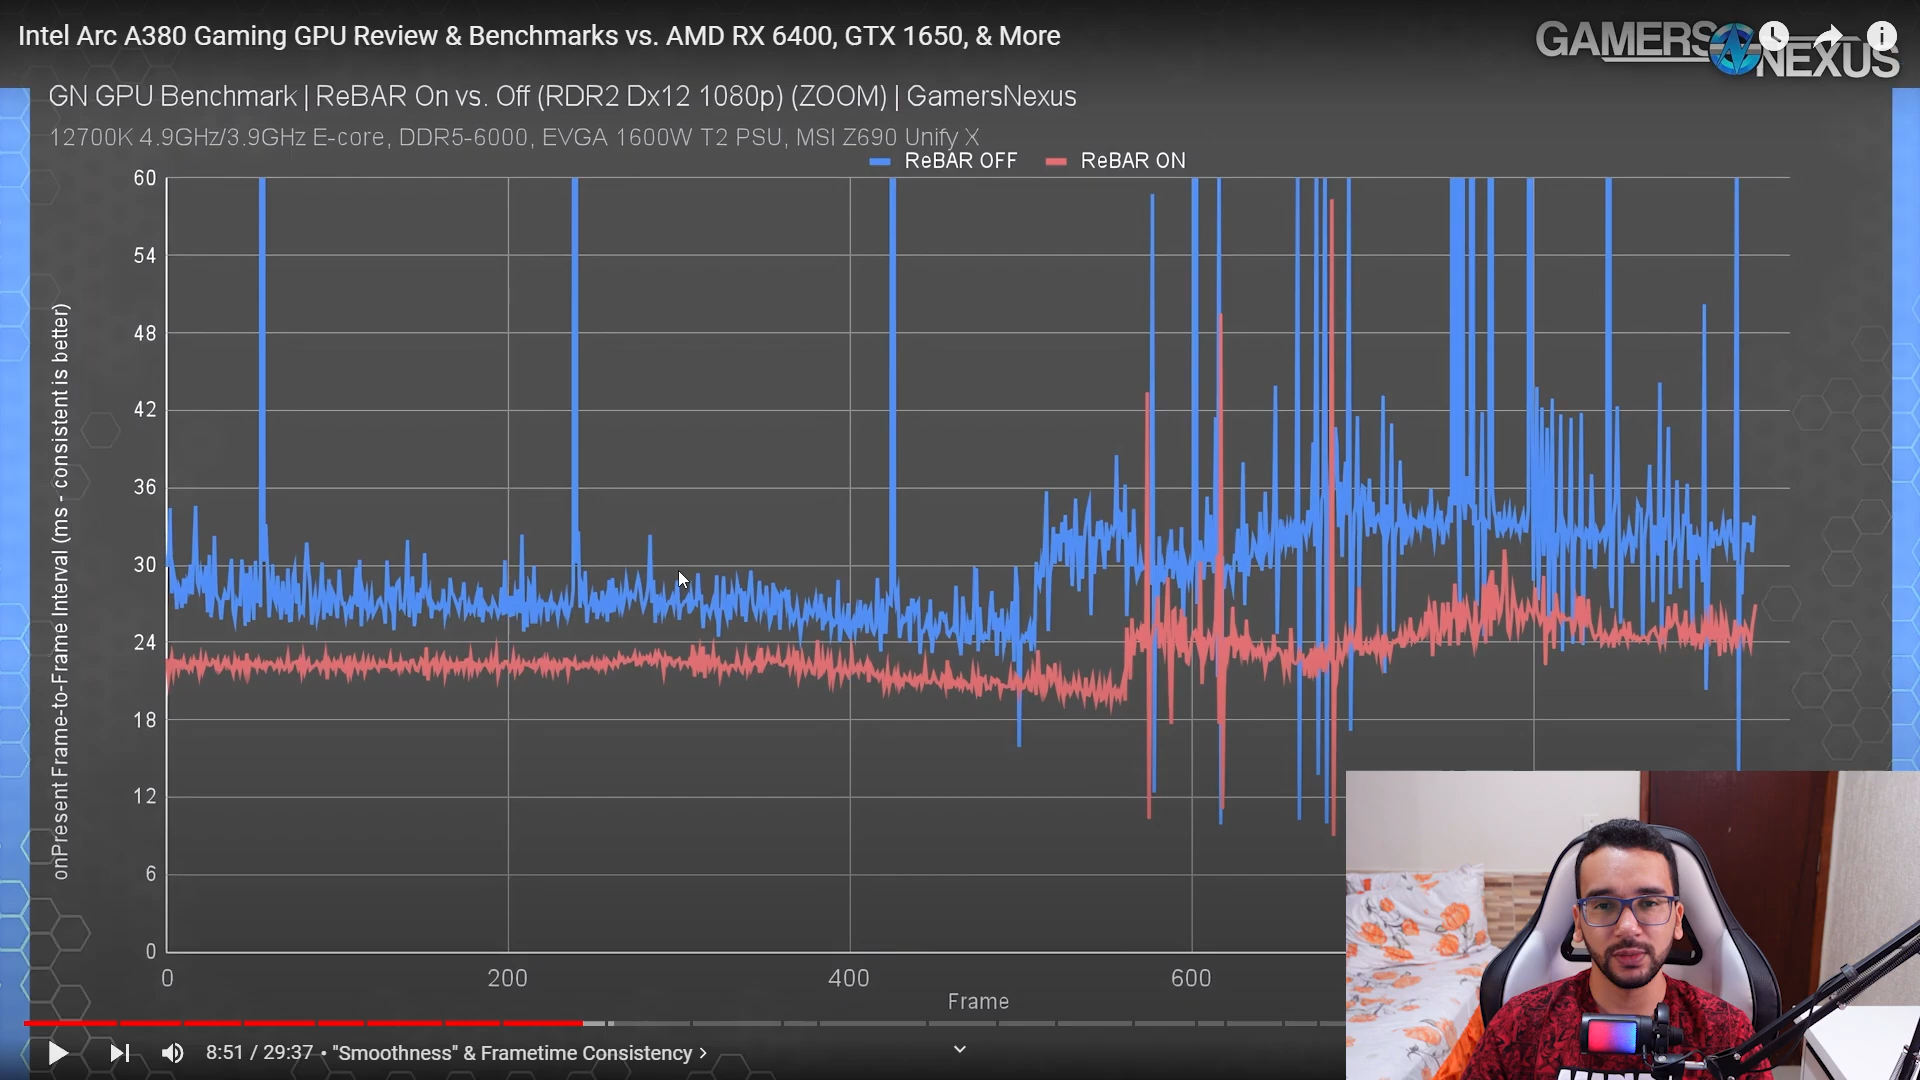 Intel Arc A380 Gaming GPU Review & Benchmarks vs. AMD RX 6400, GTX 1650, & More
GAMERS NEXUS
GN GPU Benchmark | ReBAR On vs. Off (RDR2 Dx12 1080p) (ZOOM) | GamersNexus
12700K 4.9GHz/3.9GHz E-core, DDR5-6000, EVGA 1600W T2 PSU, MSI Z690 Unify X
ReBAR OFF ReBAR ON
60
54
48
42
36
30
24
18
12
6
0
onPresent Frame-to-Frame Interval (ms - consistent is better)
0 200 400 600
Frame
8:51 / 29:37 • "Smoothness" & Frametime Consistency >